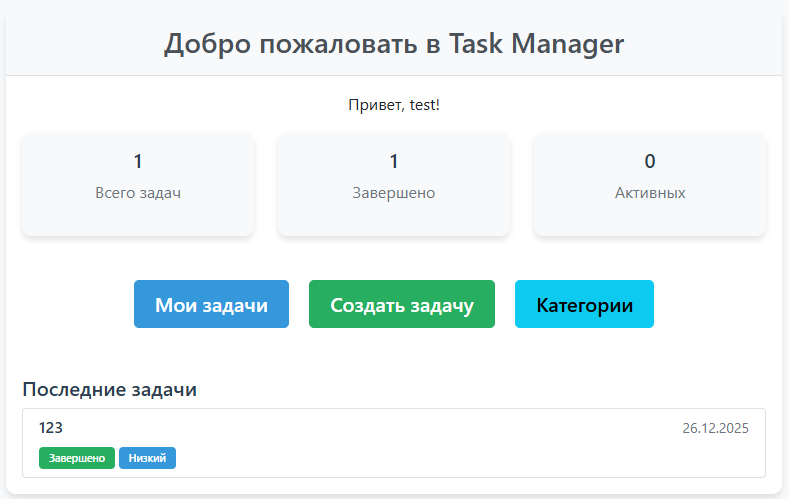 Добро пожаловать в Task Manager
Привет, test!
1
Всего задач
1
Завершено
0
Активных
Мои задачи
Создать задачу
Категории
Последние задачи
123
26.12.2025
Завершено
Низкий